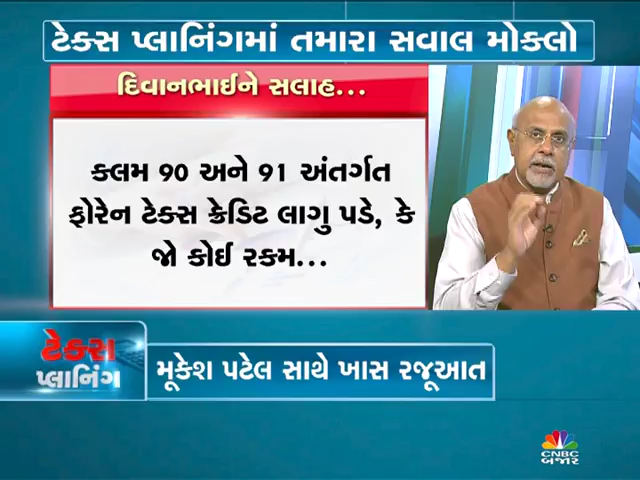 ટેક્સ પ્લાનિંગમાં તમારા સવાલ મોકલો
દિવાનભાઈને સલાહ...
ક્લમ 90 અને 91 અંતર્ગત
ફોરેન ટેક્સ ક્રેડિટ લાગુ પડે, કે
જો કોઈ રકમ...
ટેક્સ
પ્લાનિંગ
મૂકેશ પટેલ સાથે ખાસ રજૂઆત
CNBC
બજાર